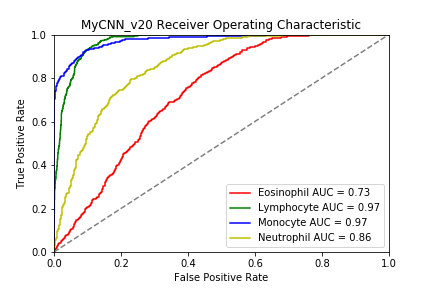 MyCNN_v20 Receiver Operating Characteristic
True Positive Rate
1.0
0.8
0.6
0.4
0.2
0.0
Eosinophil AUC = 0.73
Lymphocyte AUC = 0.97
Monocyte AUC = 0.97
Neutrophil AUC = 0.86
0.0 0.2 0.4 0.6 0.8 1.0
False Positive Rate